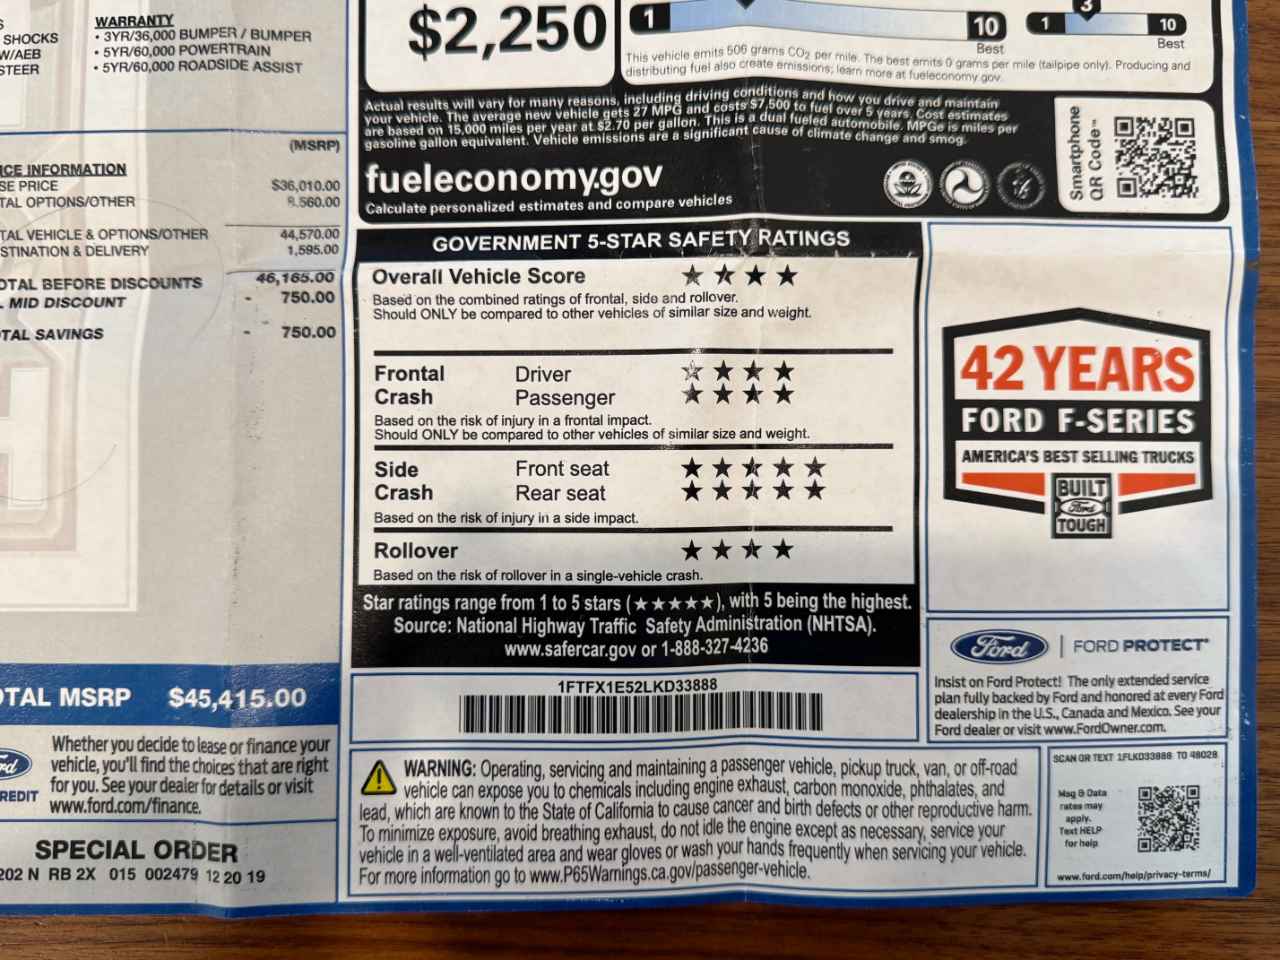 S
SHOCKS
W/AEB
STEER
WARRANTY
• 3YR/36,000 BUMPER / BUMPER
• 5YR/60,000 POWERTRAIN
• 5YR/60,000 ROADSIDE ASSIST
(MSRP)
ICE INFORMATION
SE PRICE $36,010.00
TAL OPTIONS/OTHER 8,560.00
TAL VEHICLE & OPTIONS/OTHER 44,570.00
STINATION & DELIVERY 1,595.00
OTAL BEFORE DISCOUNTS 46,165.00
MID DISCOUNT - 750.00
TAL SAVINGS - 750.00
OTAL MSRP $45,415.00
REDIT
Whether you decide to lease or finance your
vehicle, you'll find the choices that are right
for you. See your dealer for details or visit
www.ford.com/finance.
SPECIAL ORDER
202 N RB 2X 015 002479 12 20 19
$2,250
1 10
Best
1 3 10
Best
This vehicle emits 506 grams CO2 per mile. The best emits 0 grams per mile (tailpipe only). Producing and
distributing fuel also create emissions; learn more at fueleconomy.gov.
Actual results will vary for many reasons, including driving conditions and how you drive and maintain
your vehicle. The average new vehicle gets 27 MPG and costs $7,500 to fuel over 5 years. Cost estimates
are based on 15,000 miles per year at $2.70 per gallon. This is a dual fueled automobile. MPGe is miles per
gasoline gallon equivalent. Vehicle emissions are a significant cause of climate change and smog.
fueleconomy.gov
Calculate personalized estimates and compare vehicles
Smartphone
QR Code™
GOVERNMENT 5-STAR SAFETY RATINGS
Overall Vehicle Score ★ ★ ★ ★
Based on the combined ratings of frontal, side and rollover.
Should ONLY be compared to other vehicles of similar size and weight.
Frontal Driver ★ ★ ★ ★
Crash Passenger ★ ★ ★ ★
Based on the risk of injury in a frontal impact.
Should ONLY be compared to other vehicles of similar size and weight.
Side Front seat ★ ★ ★ ★ ★
Crash Rear seat ★ ★ ★ ★ ★
Based on the risk of injury in a side impact.
Rollover ★ ★ ★ ★
Based on the risk of rollover in a single-vehicle crash.
Star ratings range from 1 to 5 stars (★★★★★), with 5 being the highest.
Source: National Highway Traffic Safety Administration (NHTSA).
www.safercar.gov or 1-888-327-4236
1FTFX1E52LKD33888
WARNING: Operating, servicing and maintaining a passenger vehicle, pickup truck, van, or off-road
vehicle can expose you to chemicals including engine exhaust, carbon monoxide, phthalates, and
lead, which are known to the State of California to cause cancer and birth defects or other reproductive harm.
To minimize exposure, avoid breathing exhaust, do not idle the engine except as necessary, service your
vehicle in a well-ventilated area and wear gloves or wash your hands frequently when servicing your vehicle.
For more information go to www.P65Warnings.ca.gov/passenger-vehicle.
42 YEARS
FORD F-SERIES
AMERICA'S BEST SELLING TRUCKS
BUILT
Ford
TOUGH
Ford FORD PROTECT
Insist on Ford Protect! The only extended service
plan fully backed by Ford and honored at every Ford
dealership in the U.S., Canada and Mexico. See your
Ford dealer or visit www.FordOwner.com.
SCAN OR TEXT 1FLKD33888 TO 48028
Msg & Data
rates may
apply.
Text HELP
for help
www.ford.com/help/privacy-terms/